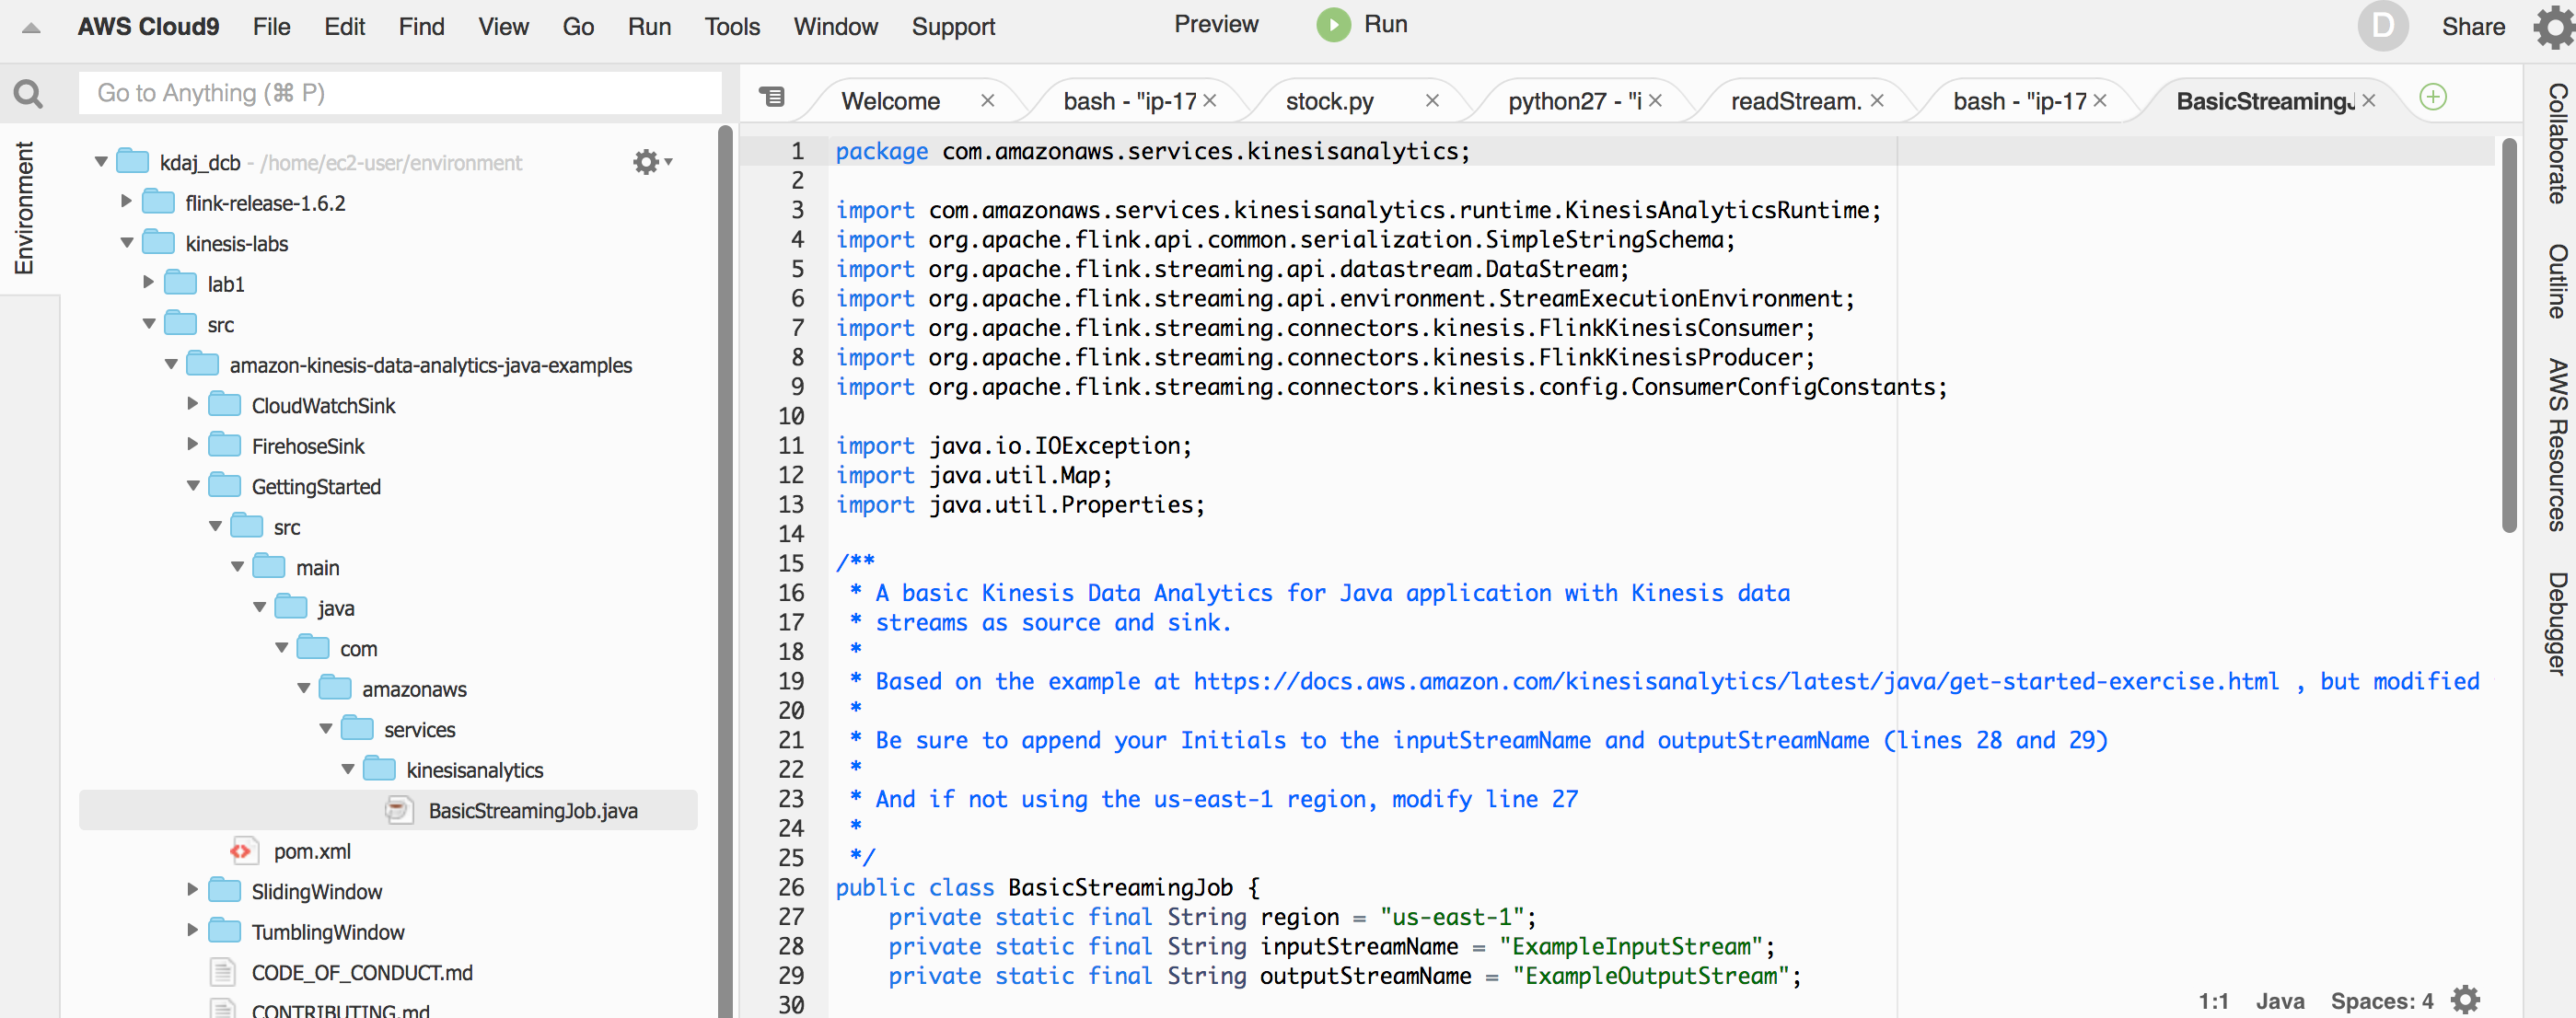 AWS Cloud9 File Edit Find View Go Run Tools Window Support Preview Run D Share
Go to Anything (⌘ P)
Welcome bash - "ip-17 stock.py python27 - "i readStream. bash - "ip-17 BasicStreamingJ
Environment
kdaj_dcb - /home/ec2-user/environment
flink-release-1.6.2
kinesis-labs
lab1
src
amazon-kinesis-data-analytics-java-examples
CloudWatchSink
FirehoseSink
GettingStarted
src
main
java
com
amazonaws
services
kinesisanalytics
BasicStreamingJob.java
pom.xml
SlidingWindow
TumblingWindow
CODE_OF_CONDUCT.md
CONTRIBUTING.md
1 package com.amazonaws.services.kinesisanalytics;
2
3 import com.amazonaws.services.kinesisanalytics.runtime.KinesisAnalyticsRuntime;
4 import org.apache.flink.api.common.serialization.SimpleStringSchema;
5 import org.apache.flink.streaming.api.datastream.DataStream;
6 import org.apache.flink.streaming.api.environment.StreamExecutionEnvironment;
7 import org.apache.flink.streaming.connectors.kinesis.FlinkKinesisConsumer;
8 import org.apache.flink.streaming.connectors.kinesis.FlinkKinesisProducer;
9 import org.apache.flink.streaming.connectors.kinesis.config.ConsumerConfigConstants;
10
11 import java.io.IOException;
12 import java.util.Map;
13 import java.util.Properties;
14
15 /**
16 * A basic Kinesis Data Analytics for Java application with Kinesis data
17 * streams as source and sink.
18 *
19 * Based on the example at https://docs.aws.amazon.com/kinesisanalytics/latest/java/get-started-exercise.html , but modified
20 *
21 * Be sure to append your Initials to the inputStreamName and outputStreamName (lines 28 and 29)
22 *
23 * And if not using the us-east-1 region, modify line 27
24 *
25 */
26 public class BasicStreamingJob {
27 private static final String region = "us-east-1";
28 private static final String inputStreamName = "ExampleInputStream";
29 private static final String outputStreamName = "ExampleOutputStream";
30
1:1 Java Spaces: 4
Collaborate
Outline
AWS Resources
Debugger